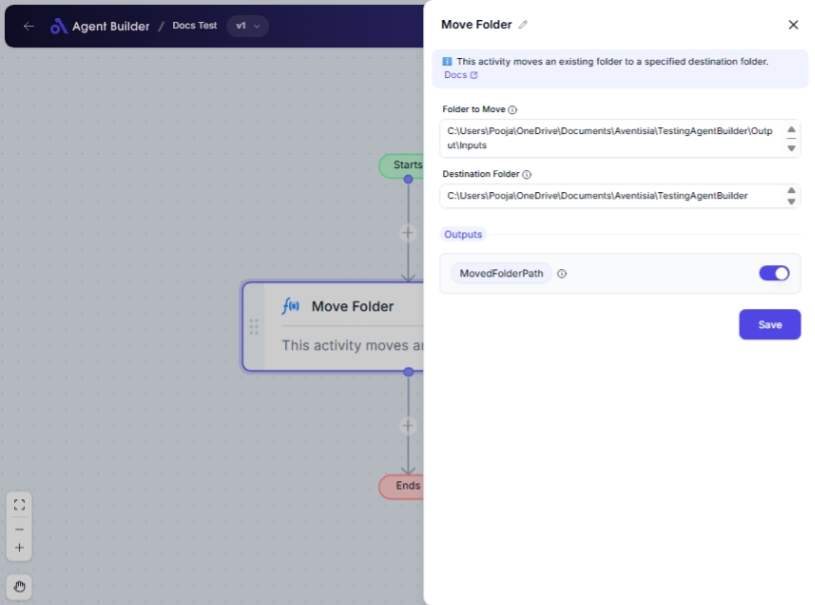 Agent Builder / Docs Test v1
Move Folder
This activity moves an existing folder to a specified destination folder.
Docs
Folder to Move
C:\Users\Pooja\OneDrive\Documents\Aventisia\TestingAgentBuilder\Outp
ut\Inputs
Destination Folder
C:\Users\Pooja\OneDrive\Documents\Aventisia\TestingAgentBuilder
Outputs
MovedFolderPath
Save
Starts
Move Folder
This activity moves a
Ends